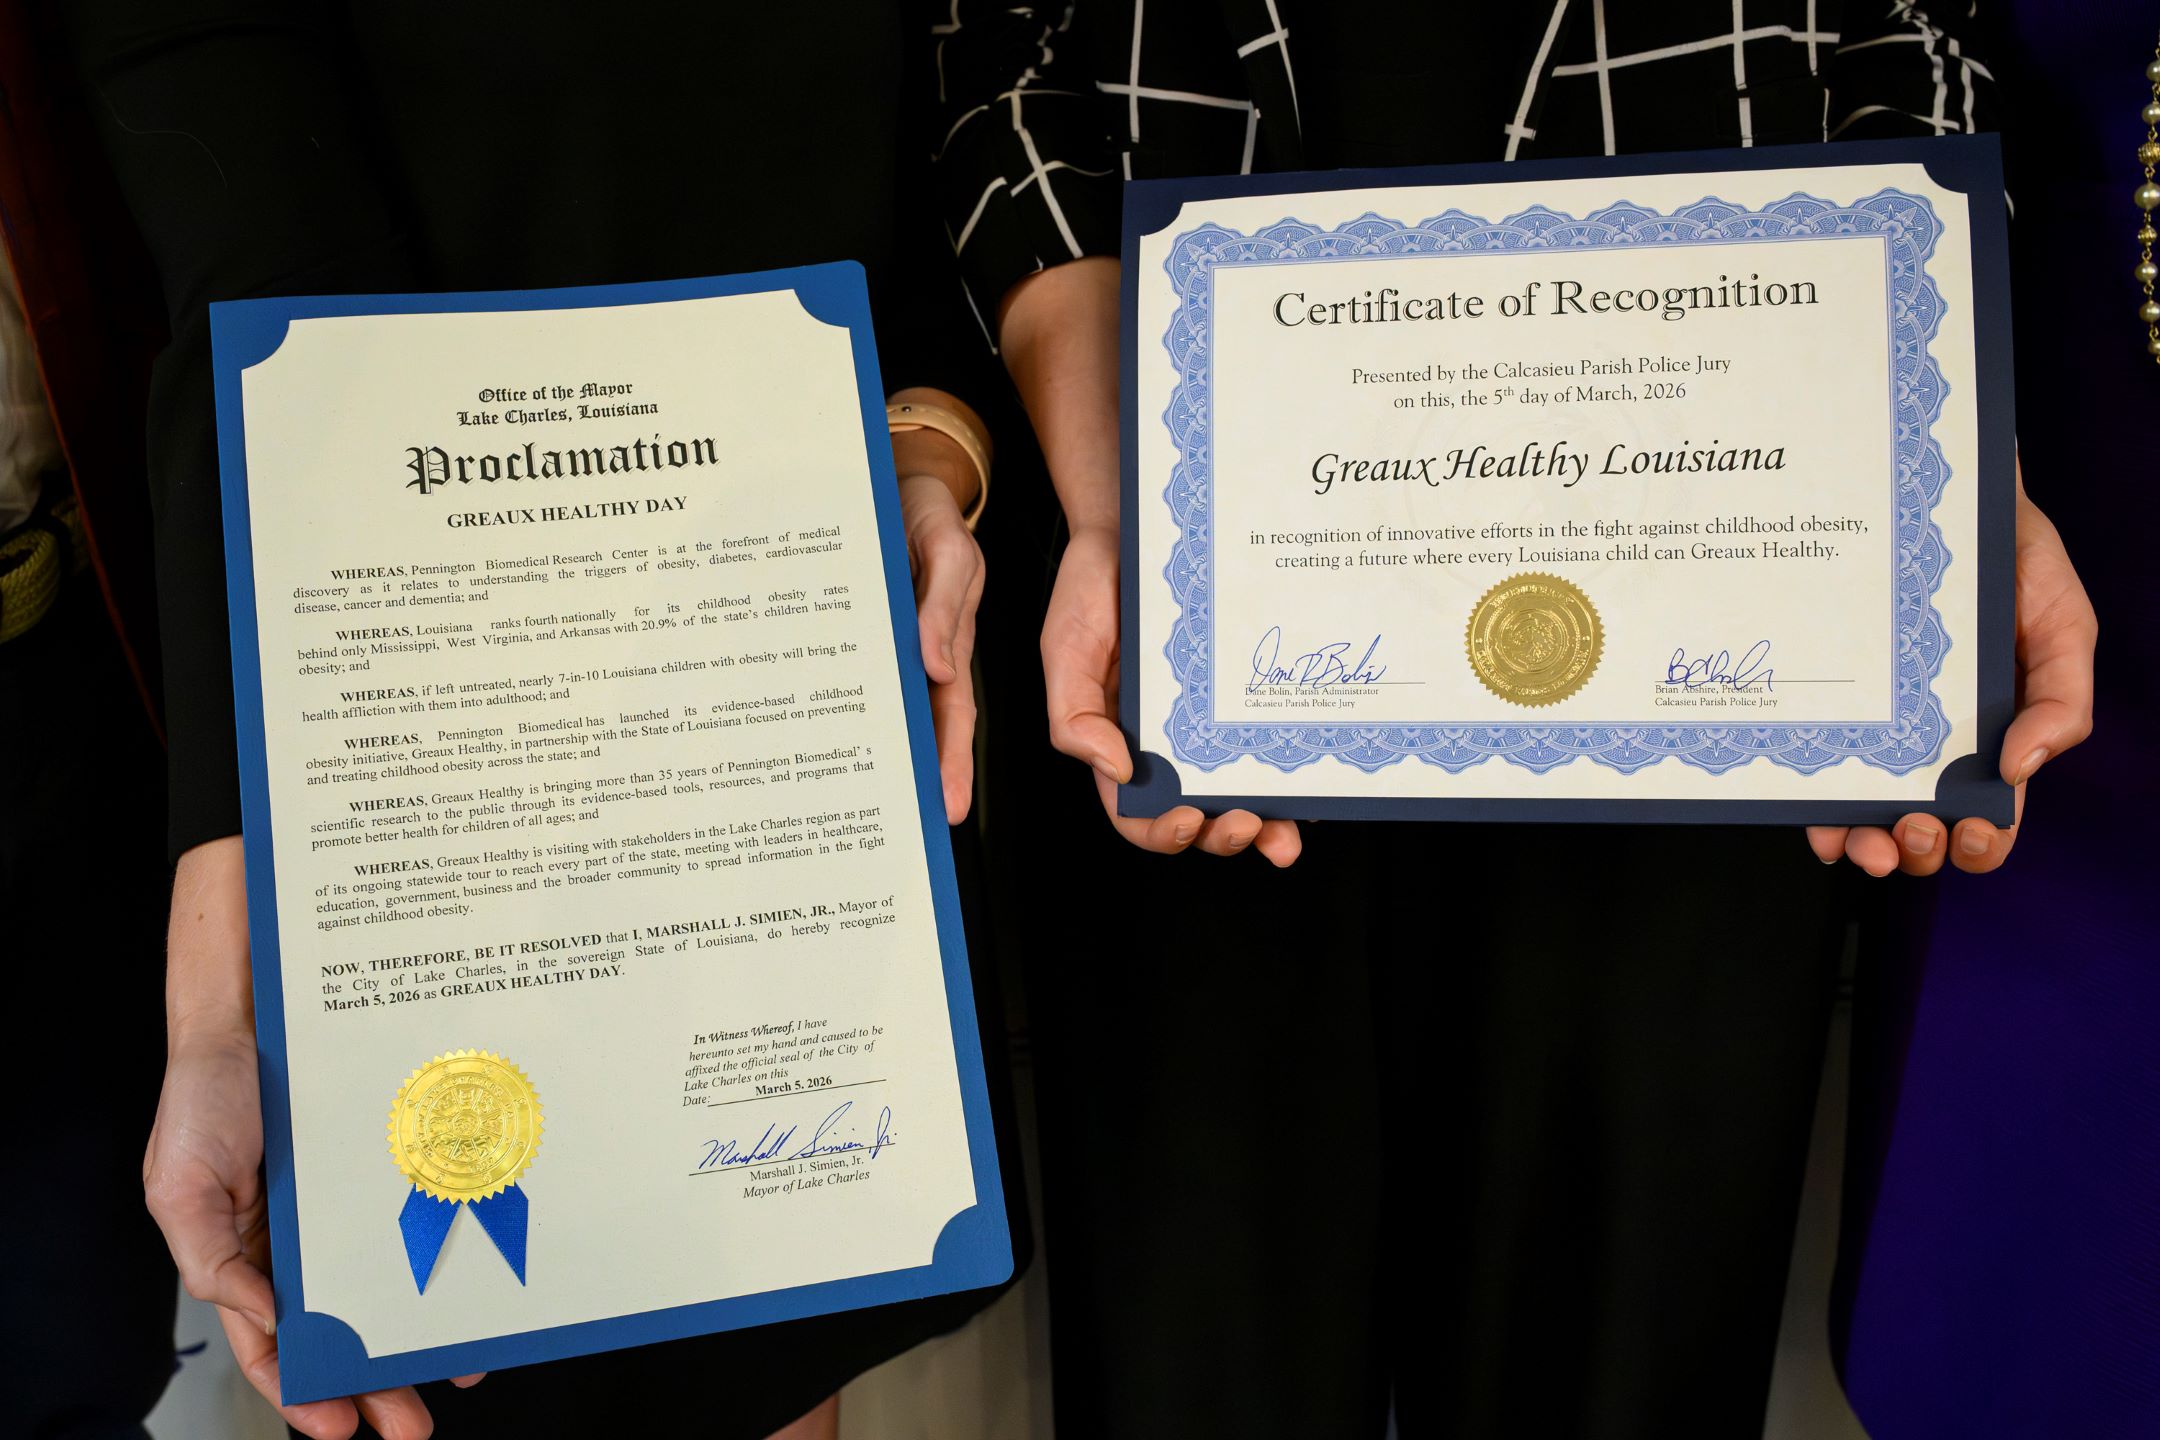 Office of the Mayor
Lake Charles, Louisiana
Proclamation
GREAUX HEALTHY DAY
WHEREAS, Pennington Biomedical Research Center is at the forefront of medical
discovery as it relates to understanding the triggers of obesity, diabetes, cardiovascular
disease, cancer and dementia; and
WHEREAS, Louisiana ranks fourth nationally for its childhood obesity rates
behind only Mississippi, West Virginia, and Arkansas with 20.9% of the state's children having
obesity; and
WHEREAS, if left untreated, nearly 7-in-10 Louisiana children with obesity will bring the
health affliction with them into adulthood; and
WHEREAS, Pennington Biomedical has launched its evidence-based childhood
obesity initiative, Greaux Healthy, in partnership with the State of Louisiana focused on preventing
and treating childhood obesity across the state; and
WHEREAS, Greaux Healthy is bringing more than 35 years of Pennington Biomedical' s
scientific research to the public through its evidence-based tools, resources, and programs that
promote better health for children of all ages; and
WHEREAS, Greaux Healthy is visiting with stakeholders in the Lake Charles region as part
of its ongoing statewide tour to reach every part of the state, meeting with leaders in healthcare,
education, government, business and the broader community to spread information in the fight
against childhood obesity.
NOW, THEREFORE, BE IT RESOLVED that I, MARSHALL J. SIMIEN, JR., Mayor of
the City of Lake Charles, in the sovereign State of Louisiana, do hereby recognize
March 5, 2026 as GREAUX HEALTHY DAY.
In Witness Whereof, I have
hereunto set my hand and caused to be
affixed the official seal of the City of
Lake Charles on this
Date: March 5, 2026
Marshall Simien, Jr.
Marshall J. Simien, Jr.
Mayor of Lake Charles
Certificate of Recognition
Presented by the Calcasieu Parish Police Jury
on this, the 5th day of March, 2026
Greaux Healthy Louisiana
in recognition of innovative efforts in the fight against childhood obesity,
creating a future where every Louisiana child can Greaux Healthy.
Dane Bolin, Parish Administrator
Calcasieu Parish Police Jury
Brian Abshire, President
Calcasieu Parish Police Jury